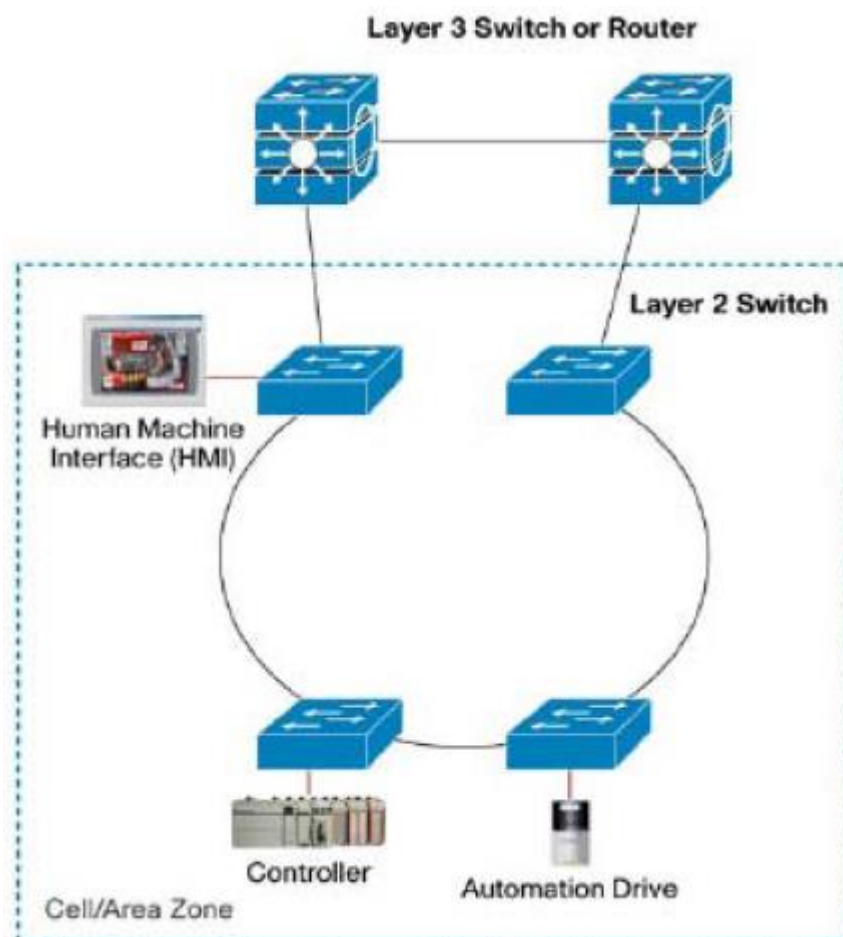 Layer 3 Switch or Router
Layer 2 Switch
Human Machine
Interface (HMI)
Controller
Automation Drive
Cell/Area Zone